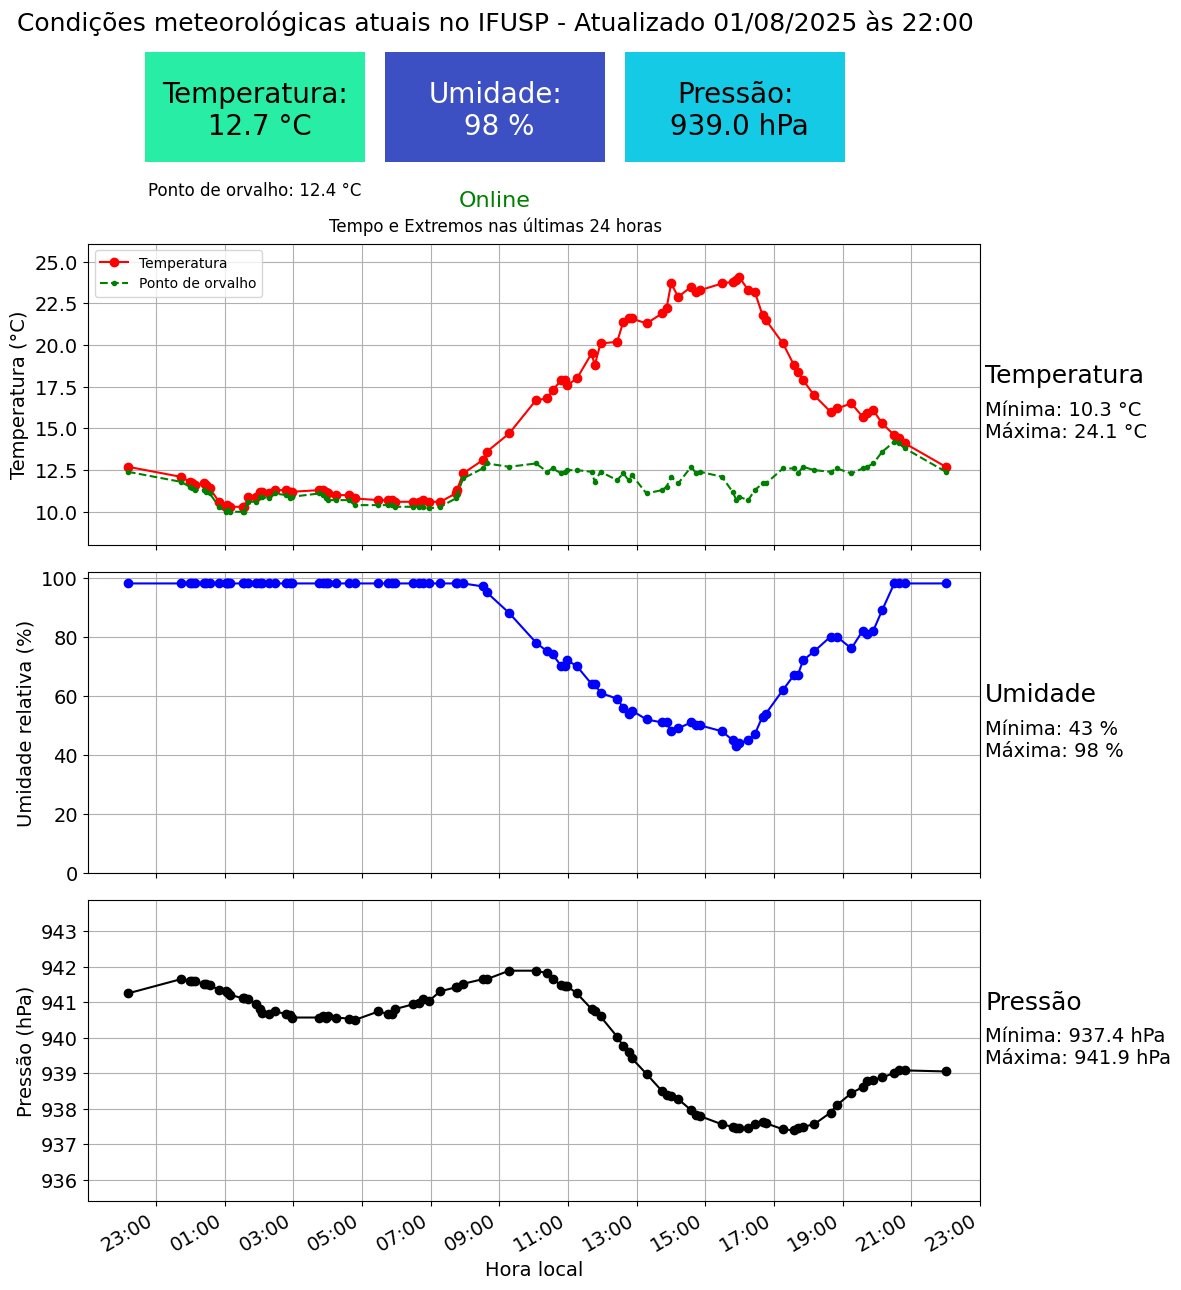 Condições meteorológicas atuais no IFUSP - Atualizado 01/08/2025 às 22:00
Temperatura:
12.7 °C
Umidade:
98 %
Pressão:
939.0 hPa
Ponto de orvalho: 12.4 °C
Online
Tempo e Extremos nas últimas 24 horas
Temperatura
Ponto de orvalho
Temperatura (°C)
25.0
22.5
20.0
17.5
15.0
12.5
10.0
Temperatura
Mínima: 10.3 °C
Máxima: 24.1 °C
Umidade relativa (%)
100
80
60
40
20
0
Umidade
Mínima: 43 %
Máxima: 98 %
Pressão (hPa)
943
942
941
940
939
938
937
936
Pressão
Mínima: 937.4 hPa
Máxima: 941.9 hPa
23:00
01:00
03:00
05:00
07:00
09:00
11:00
13:00
15:00
17:00
19:00
21:00
23:00
Hora local